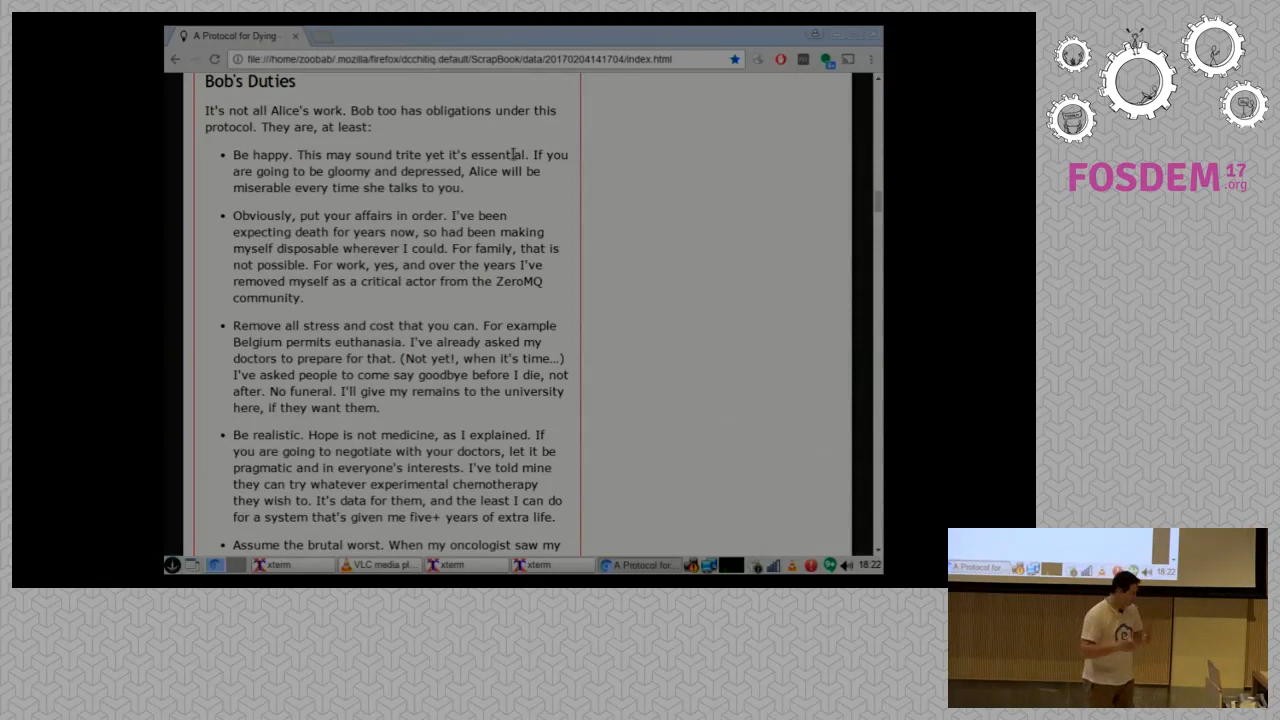 A Protocol for Dying -
file:///home/zoobab/.mozilla/firefox/dcchitiq.default/ScrapBook/data/20170204141704/index.html
Bob's Duties
It's not all Alice's work. Bob too has obligations under this
protocol. They are, at least:
• Be happy. This may sound trite yet it's essential. If you
are going to be gloomy and depressed, Alice will be
miserable every time she talks to you.
• Obviously, put your affairs in order. I've been
expecting death for years now, so had been making
myself disposable wherever I could. For family, that is
not possible. For work, yes, and over the years I've
removed myself as a critical actor from the ZeroMQ
community.
• Remove all stress and cost that you can. For example
Belgium permits euthanasia. I've already asked my
doctors to prepare for that. (Not yet!, when it's time...)
I've asked people to come say goodbye before I die, not
after. No funeral. I'll give my remains to the university
here, if they want them.
• Be realistic. Hope is not medicine, as I explained. If
you are going to negotiate with your doctors, let it be
pragmatic and in everyone's interests. I've told mine
they can try whatever experimental chemotherapy
they wish to. It's data for them, and the least I can do
for a system that's given me five+ years of extra life.
• Assume the brutal worst. When my oncologist saw my
xterm VLC media pl... xterm xterm A Protocol for... 18:22
FOSDEM 17
.org
A Protocol for... 18:22